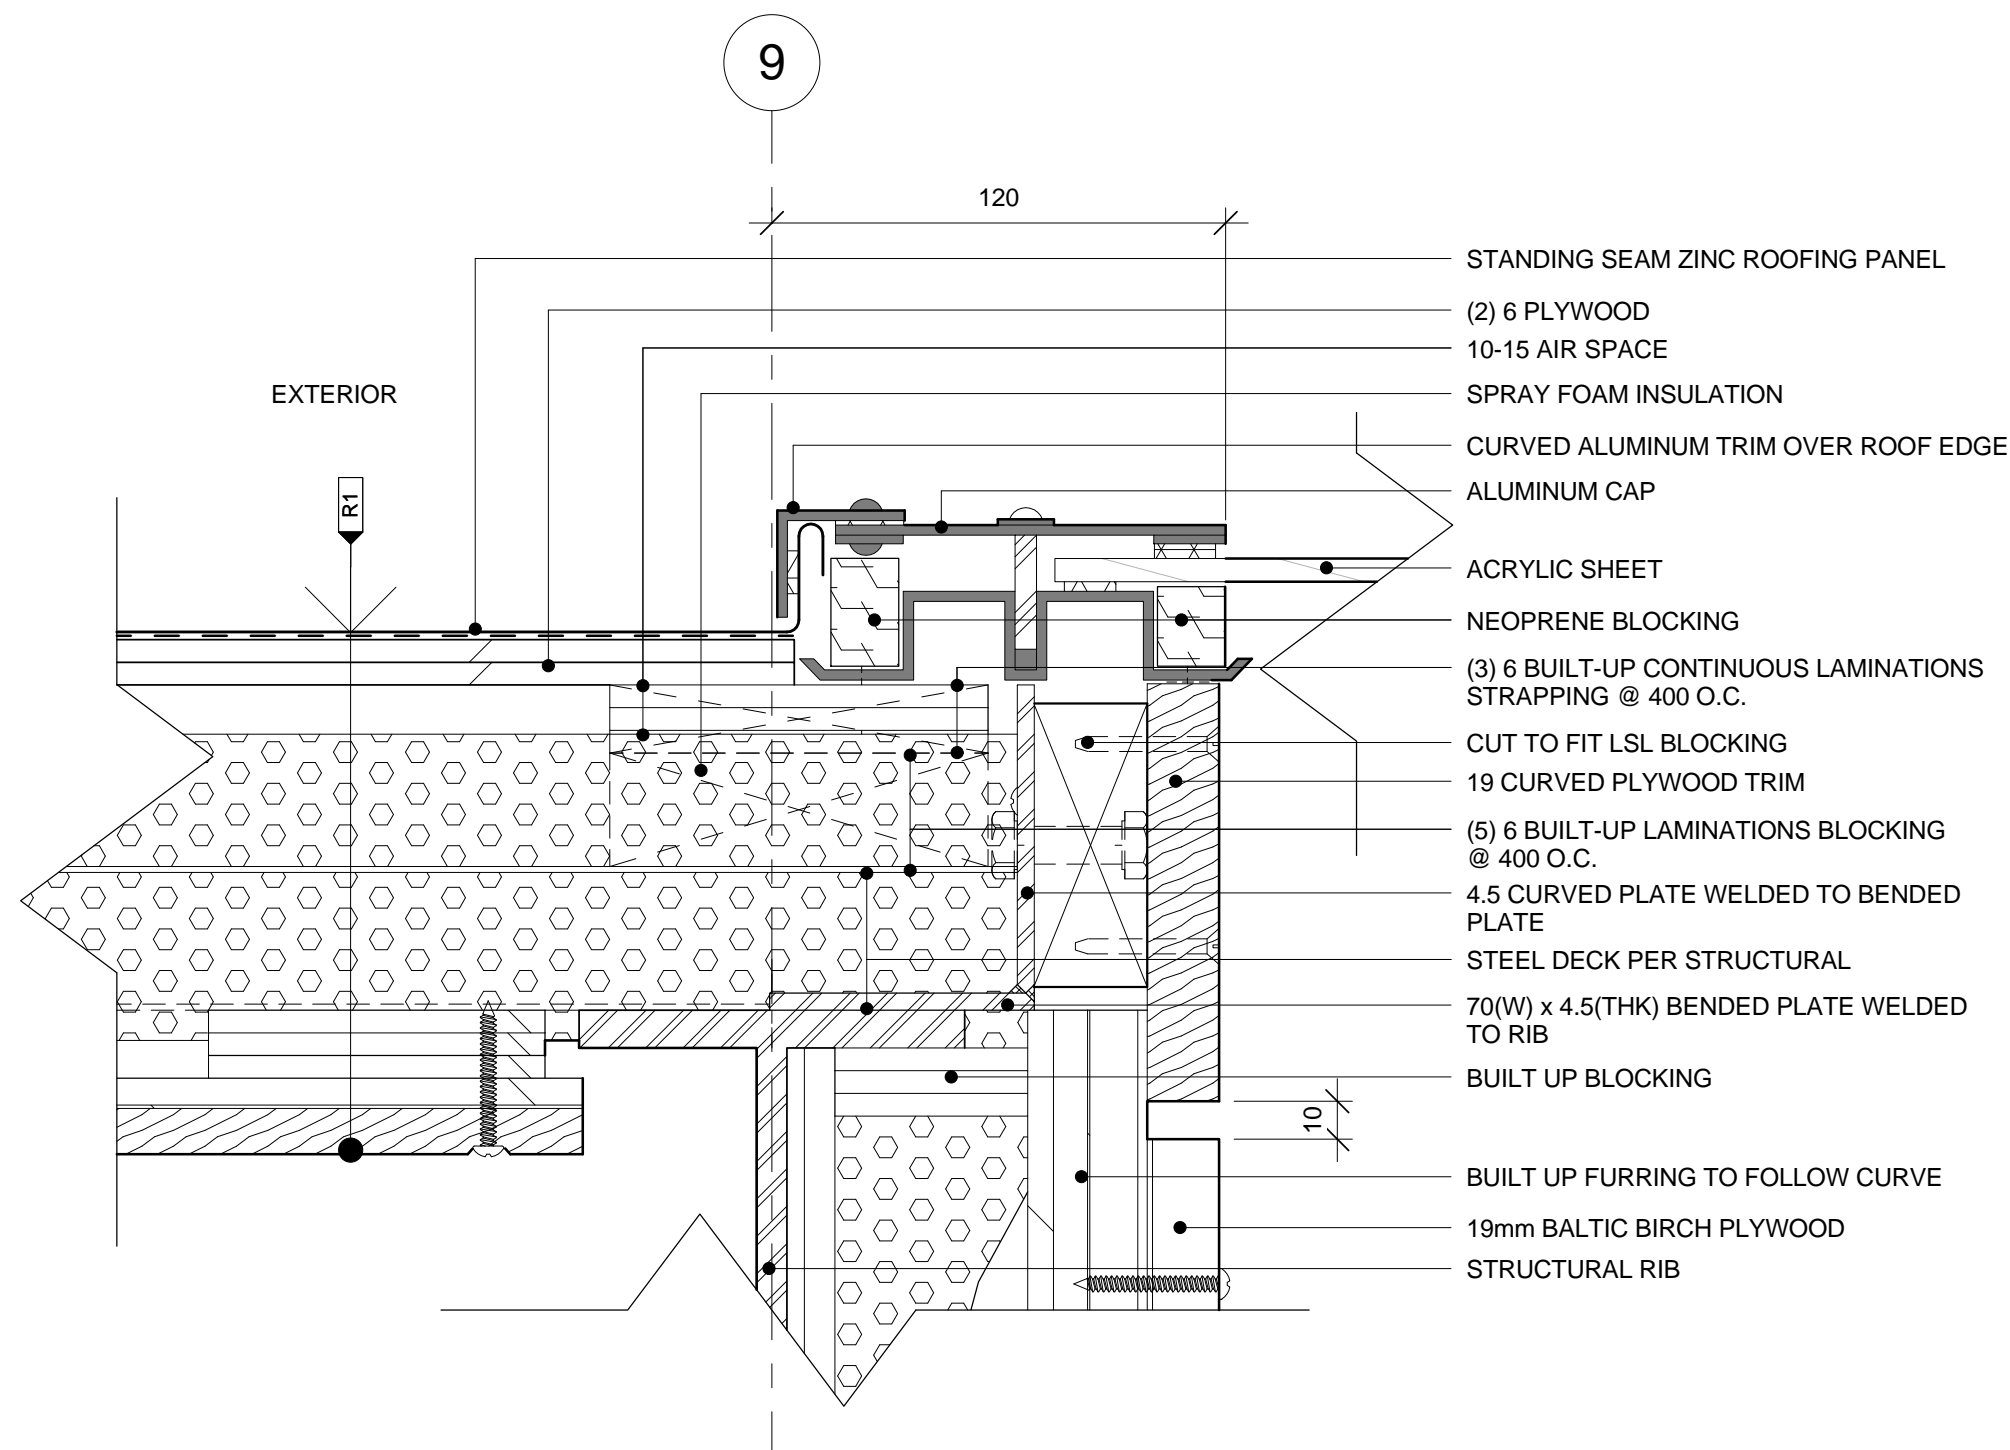 9
120
STANDING SEAM ZINC ROOFING PANEL
(2) 6 PLYWOOD
10-15 AIR SPACE
EXTERIOR
SPRAY FOAM INSULATION
CURVED ALUMINUM TRIM OVER ROOF EDGE
R1
ALUMINUM CAP
ACRYLIC SHEET
NEOPRENE BLOCKING
(3) 6 BUILT-UP CONTINUOUS LAMINATIONS
STRAPPING @ 400 O.C.
CUT TO FIT LSL BLOCKING
19 CURVED PLYWOOD TRIM
(5) 6 BUILT-UP LAMINATIONS BLOCKING
@ 400 O.C.
4.5 CURVED PLATE WELDED TO BENDED
PLATE
STEEL DECK PER STRUCTURAL
70(W) x 4.5(THK) BENDED PLATE WELDED
TO RIB
BUILT UP BLOCKING
10
BUILT UP FURRING TO FOLLOW CURVE
19mm BALTIC BIRCH PLYWOOD
STRUCTURAL RIB